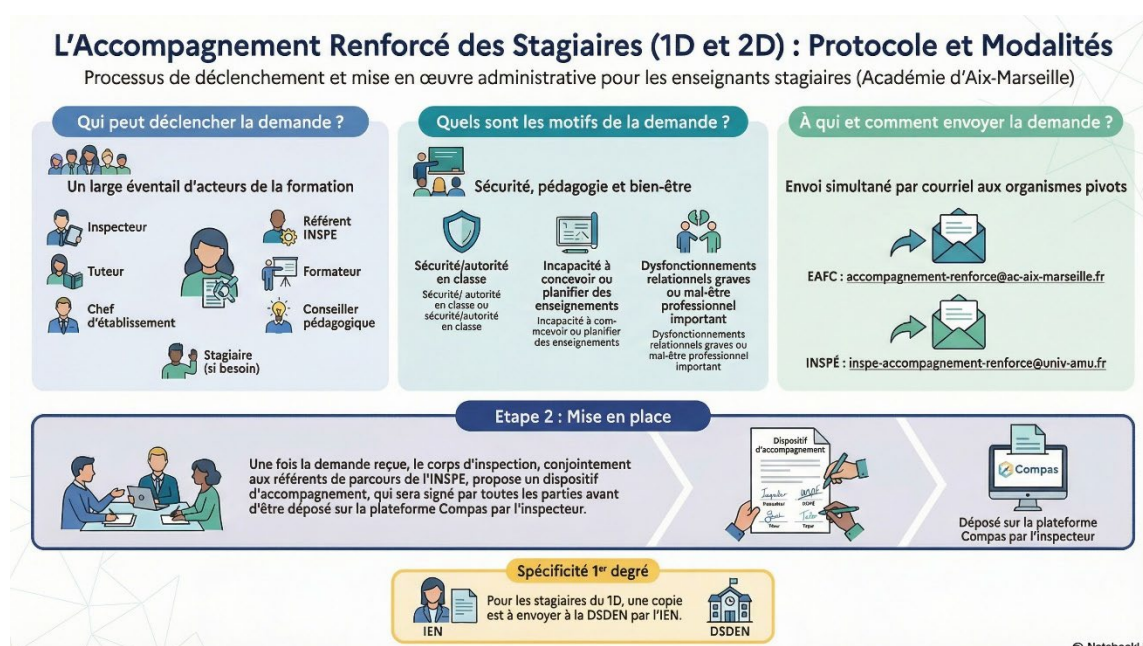 L'Accompagnement Renforcé des Stagiaires (1D et 2D) : Protocole et Modalités
Processus de déclenchement et mise en œuvre administrative pour les enseignants stagiaires (Académie d'Aix-Marseille)
Qui peut déclencher la demande ?
Un large éventail d'acteurs de la formation
Inspecteur
Référent
INSPE
Tuteur
Formateur
Chef
d'établissement
Conseiller
pédagogique
Stagiaire
(si besoin)
Quels sont les motifs de la demande ?
Sécurité, pédagogie et bien-être
Sécurité/autorité
en classe
Sécurité/ autorité
en classe ou
sécurité/autorité
en classe
Incapacité à
concevoir ou
planifier des
enseignements
Incapacité à com-
mcevoir ou planifier
des enseignements
Dysfonctionnements
relationnels graves
ou mal-être
professionnel
important
Dysfonctionnements
relationnels graves ou
mal-être professionnel
important
À qui et comment envoyer la demande ?
Envoi simultané par courriel aux organismes pivots
EAFC : accompagnement-renforce@ac-aix-marseille.fr
INSPÉ : inspe-accompagnement-renforce@univ-amu.fr
Etape 2 : Mise en place
Une fois la demande reçue, le corps d'inspection, conjointement
aux référents de parcours de l'INSPE, propose un dispositif
d'accompagnement, qui sera signé par toutes les parties avant
d'être déposé sur la plateforme Compas par l'inspecteur.
Dispositif
d'accompagnement
Compas
Déposé sur la plateforme
Compas par l'inspecteur
Spécificité 1er degré
Pour les stagiaires du 1D, une copie
est à envoyer à la DSDEN par l'IEN.
IEN
DSDEN